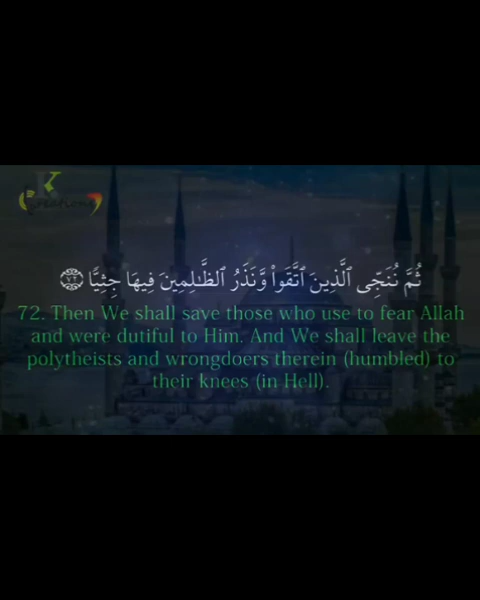 K
Creations
ثُمَّ نُنَجِّى ٱلَّذِينَ ٱتَّقَوا۟ وَّنَذَرُ ٱلظَّٰلِمِينَ فِيهَا جِثِيًّا ۝٧٢
72. Then We shall save those who use to fear Allah
and were dutiful to Him. And We shall leave the
polytheists and wrongdoers therein (humbled) to
their knees (in Hell).